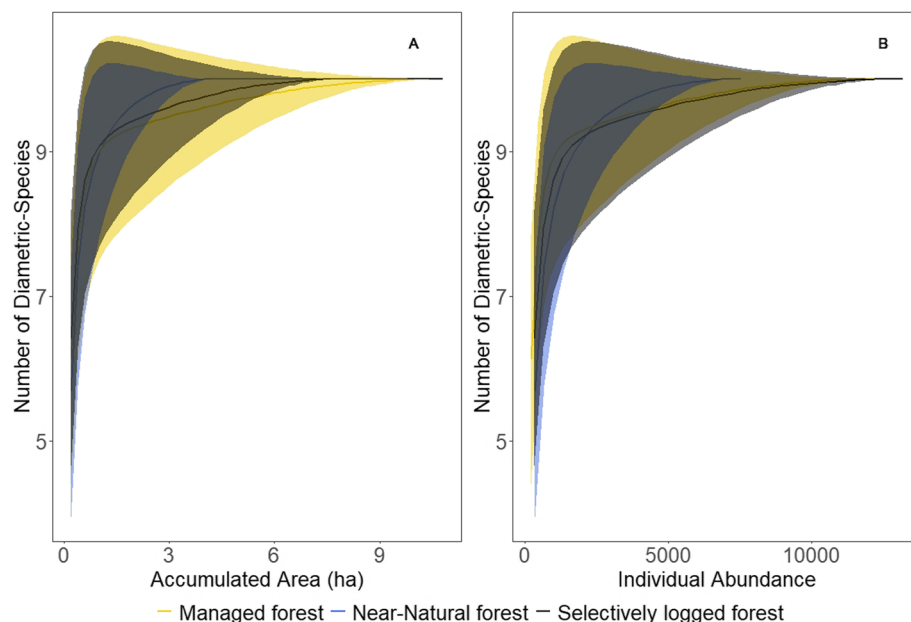 A
B
Number of Diametric-Species
9
7
5
Number of Diametric-Species
9
7
5
0 3 6 9
0 5000 10000
Accumulated Area (ha)
Individual Abundance
Managed forest Near-Natural forest Selectively logged forest